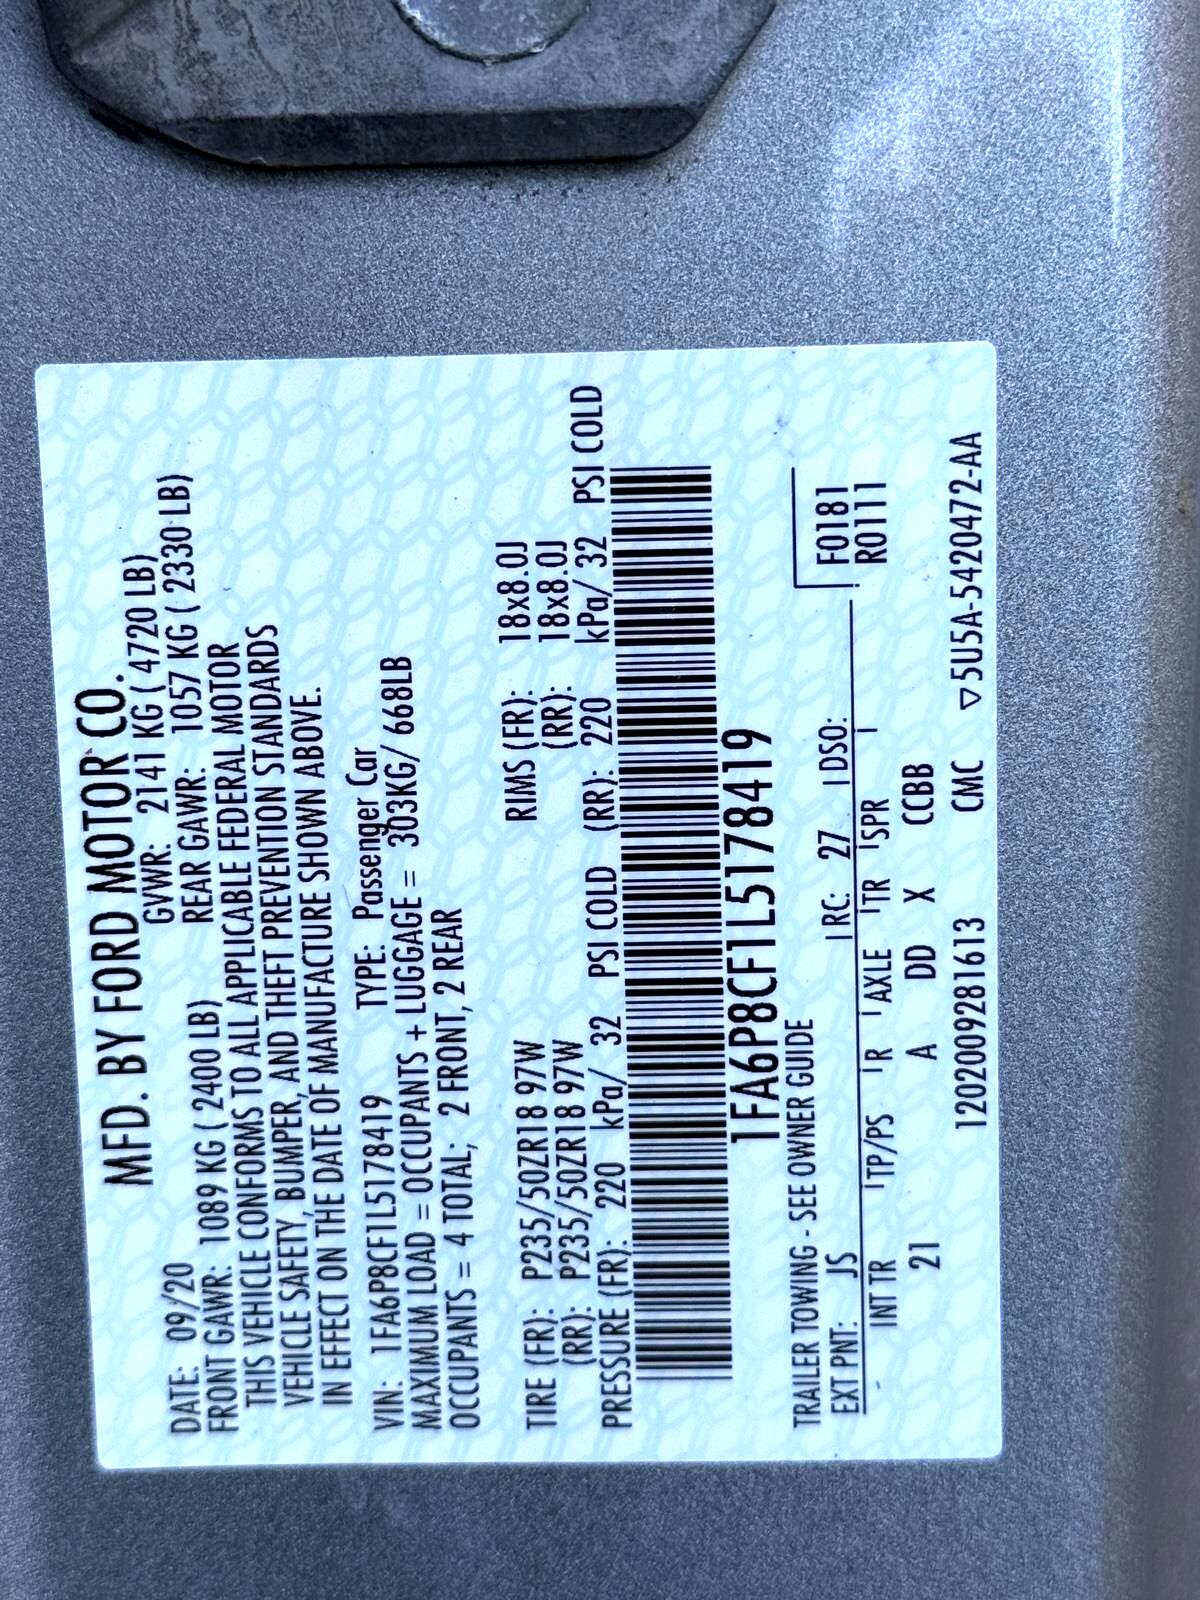 MFD. BY FORD MOTOR CO.
DATE: 09/20 GVWR: 2141 KG ( 4720 LB)
FRONT GAWR: 1089 KG ( 2400 LB) REAR GAWR: 1057 KG ( 2330 LB)
THIS VEHICLE CONFORMS TO ALL APPLICABLE FEDERAL MOTOR
VEHICLE SAFETY, BUMPER, AND THEFT PREVENTION STANDARDS
IN EFFECT ON THE DATE OF MANUFACTURE SHOWN ABOVE.
VIN: 1FA6P8CF1L5178419 TYPE: Passenger Car
MAXIMUM LOAD = OCCUPANTS + LUGGAGE = 303KG/ 668LB
OCCUPANTS = 4 TOTAL; 2 FRONT, 2 REAR
TIRE (FR): P235/50ZR18 97W RIMS (FR): 18x8.0J
(RR): P235/50ZR18 97W (RR): 18x8.0J
PRESSURE (FR): 220 kPa/ 32 PSI COLD (RR): 220 kPa/ 32 PSI COLD
1FA6P8CF1L5178419
TRAILER TOWING - SEE OWNER GUIDE
EXT PNT: JS RC: 27 DSO: F0181
INT TR TP/PS R AXLE TR SPR R0111
21 A DD X CCBB
1202009281613 CMC ▽5U5A-5420472-AA